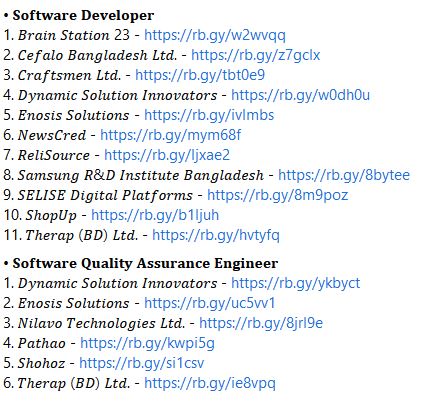 • Software Developer
1. Brain Station 23 - https://rb.gy/w2wvqq
2. Cefalo Bangladesh Ltd. - https://rb.gy/z7gclx
3. Craftsmen Ltd. - https://rb.gy/tbt0e9
4. Dynamic Solution Innovators - https://rb.gy/w0dh0u
5. Enosis Solutions - https://rb.gy/ivlmbs
6. NewsCred - https://rb.gy/mym68f
7. ReliSource - https://rb.gy/ljxae2
8. Samsung R&D Institute Bangladesh - https://rb.gy/8bytee
9. SELISE Digital Platforms - https://rb.gy/8m9poz
10. ShopUp - https://rb.gy/b1ljuh
11. Therap (BD) Ltd. - https://rb.gy/hvtyfq
• Software Quality Assurance Engineer
1. Dynamic Solution Innovators - https://rb.gy/ykbyct
2. Enosis Solutions - https://rb.gy/uc5vv1
3. Nilavo Technologies Ltd. - https://rb.gy/8jrl9e
4. Pathao - https://rb.gy/kwpi5g
5. Shohoz - https://rb.gy/si1csv
6. Therap (BD) Ltd. - https://rb.gy/ie8vpq